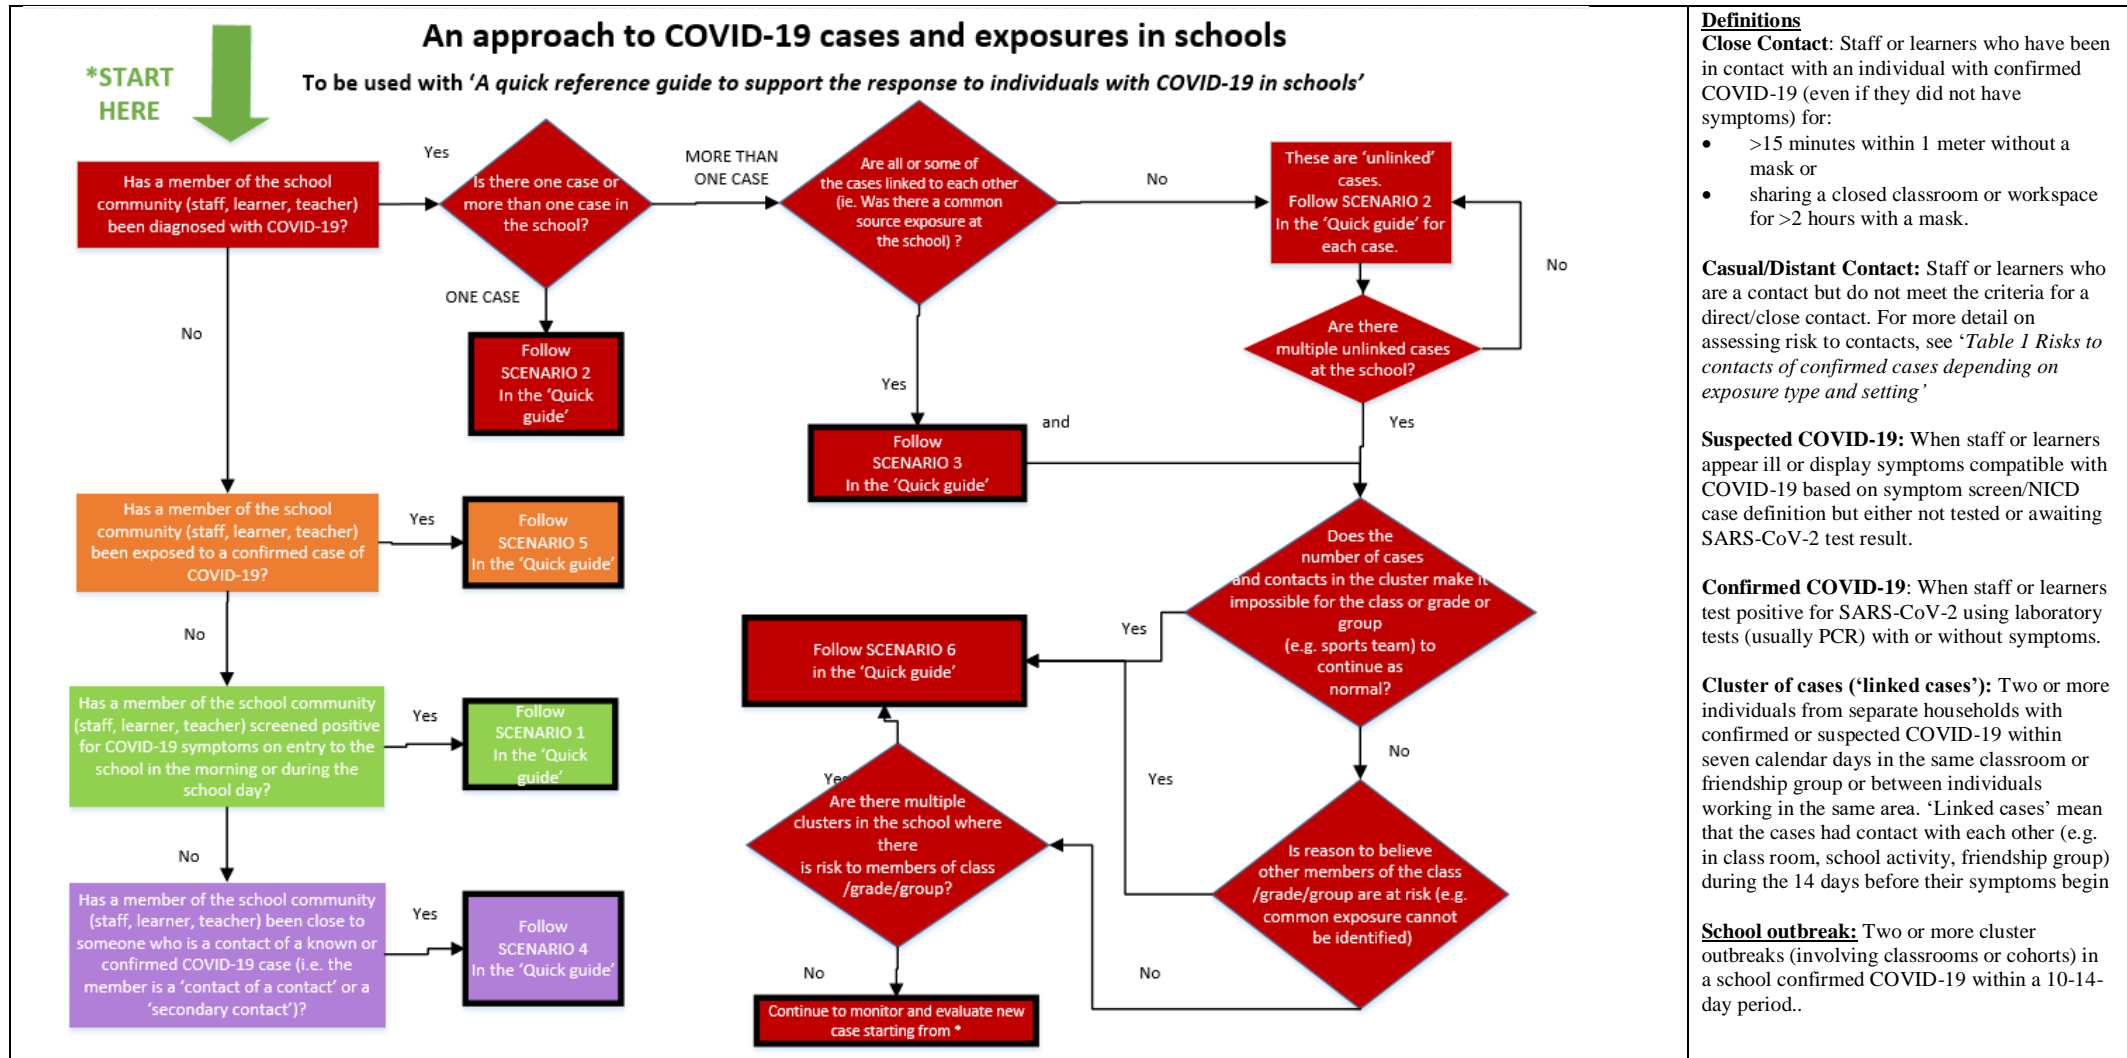 An approach to COVID-19 cases and exposures in schools
To be used with ‘A quick reference guide to support the response to individuals with COVID-19 in schools’
*START
HERE
Has a member of the school
community (staff, learner, teacher)
been diagnosed with COVID-19?
Yes
Is there one case or
more than one case in
the school?
MORE THAN
ONE CASE
Are all or some of
the cases linked to each other
(ie. Was there a common
source exposure at
the school) ?
No
These are ‘unlinked’
cases.
Follow SCENARIO 2
In the ‘Quick guide’ for
each case.
No
ONE CASE
Follow
SCENARIO 2
In the ‘Quick
guide’
Are there
multiple unlinked cases
at the school?
No
Yes
Yes
Follow
SCENARIO 3
In the ‘Quick guide’
and
Has a member of the school
community (staff, learner, teacher)
been exposed to a confirmed case of
COVID-19?
Yes
Follow
SCENARIO 5
In the ‘Quick guide’
Does the
number of cases
and contacts in the cluster make it
impossible for the class or grade or
group
(e.g. sports team) to
continue as
normal?
Yes
Follow SCENARIO 6
in the ‘Quick guide’
No
No
Has a member of the school community
(staff, learner, teacher) screened positive
for COVID-19 symptoms on entry to the
school in the morning or during the
school day?
Yes
Follow
SCENARIO 1
In the ‘Quick
guide’
Yes
Is reason to believe
other members of the class
/grade/group are at risk (e.g.
common exposure cannot
be identified)
No
Yes
Are there multiple
clusters in the school where
there
is risk to members of class
/grade/group?
No
Continue to monitor and evaluate new
case starting from *
No
Has a member of the school community
(staff, learner, teacher) been close to
someone who is a contact of a known or
confirmed COVID-19 case (i.e. the
member is a ‘contact of a contact’ or a
‘secondary contact’)?
Yes
Follow
SCENARIO 4
In the ‘Quick guide’
Definitions
Close Contact: Staff or learners who have been
in contact with an individual with confirmed
COVID-19 (even if they did not have
symptoms) for:
• >15 minutes within 1 meter without a
mask or
• sharing a closed classroom or workspace
for >2 hours with a mask.
Casual/Distant Contact: Staff or learners who
are a contact but do not meet the criteria for a
direct/close contact. For more detail on
assessing risk to contacts, see ‘Table 1 Risks to
contacts of confirmed cases depending on
exposure type and setting’
Suspected COVID-19: When staff or learners
appear ill or display symptoms compatible with
COVID-19 based on symptom screen/NICD
case definition but either not tested or awaiting
SARS-CoV-2 test result.
Confirmed COVID-19: When staff or learners
test positive for SARS-CoV-2 using laboratory
tests (usually PCR) with or without symptoms.
Cluster of cases (‘linked cases’): Two or more
individuals from separate households with
confirmed or suspected COVID-19 within
seven calendar days in the same classroom or
friendship group or between individuals
working in the same area. ‘Linked cases’ mean
that the cases had contact with each other (e.g.
in class room, school activity, friendship group)
during the 14 days before their symptoms begin
School outbreak: Two or more cluster
outbreaks (involving classrooms or cohorts) in
a school confirmed COVID-19 within a 10-14-
day period..